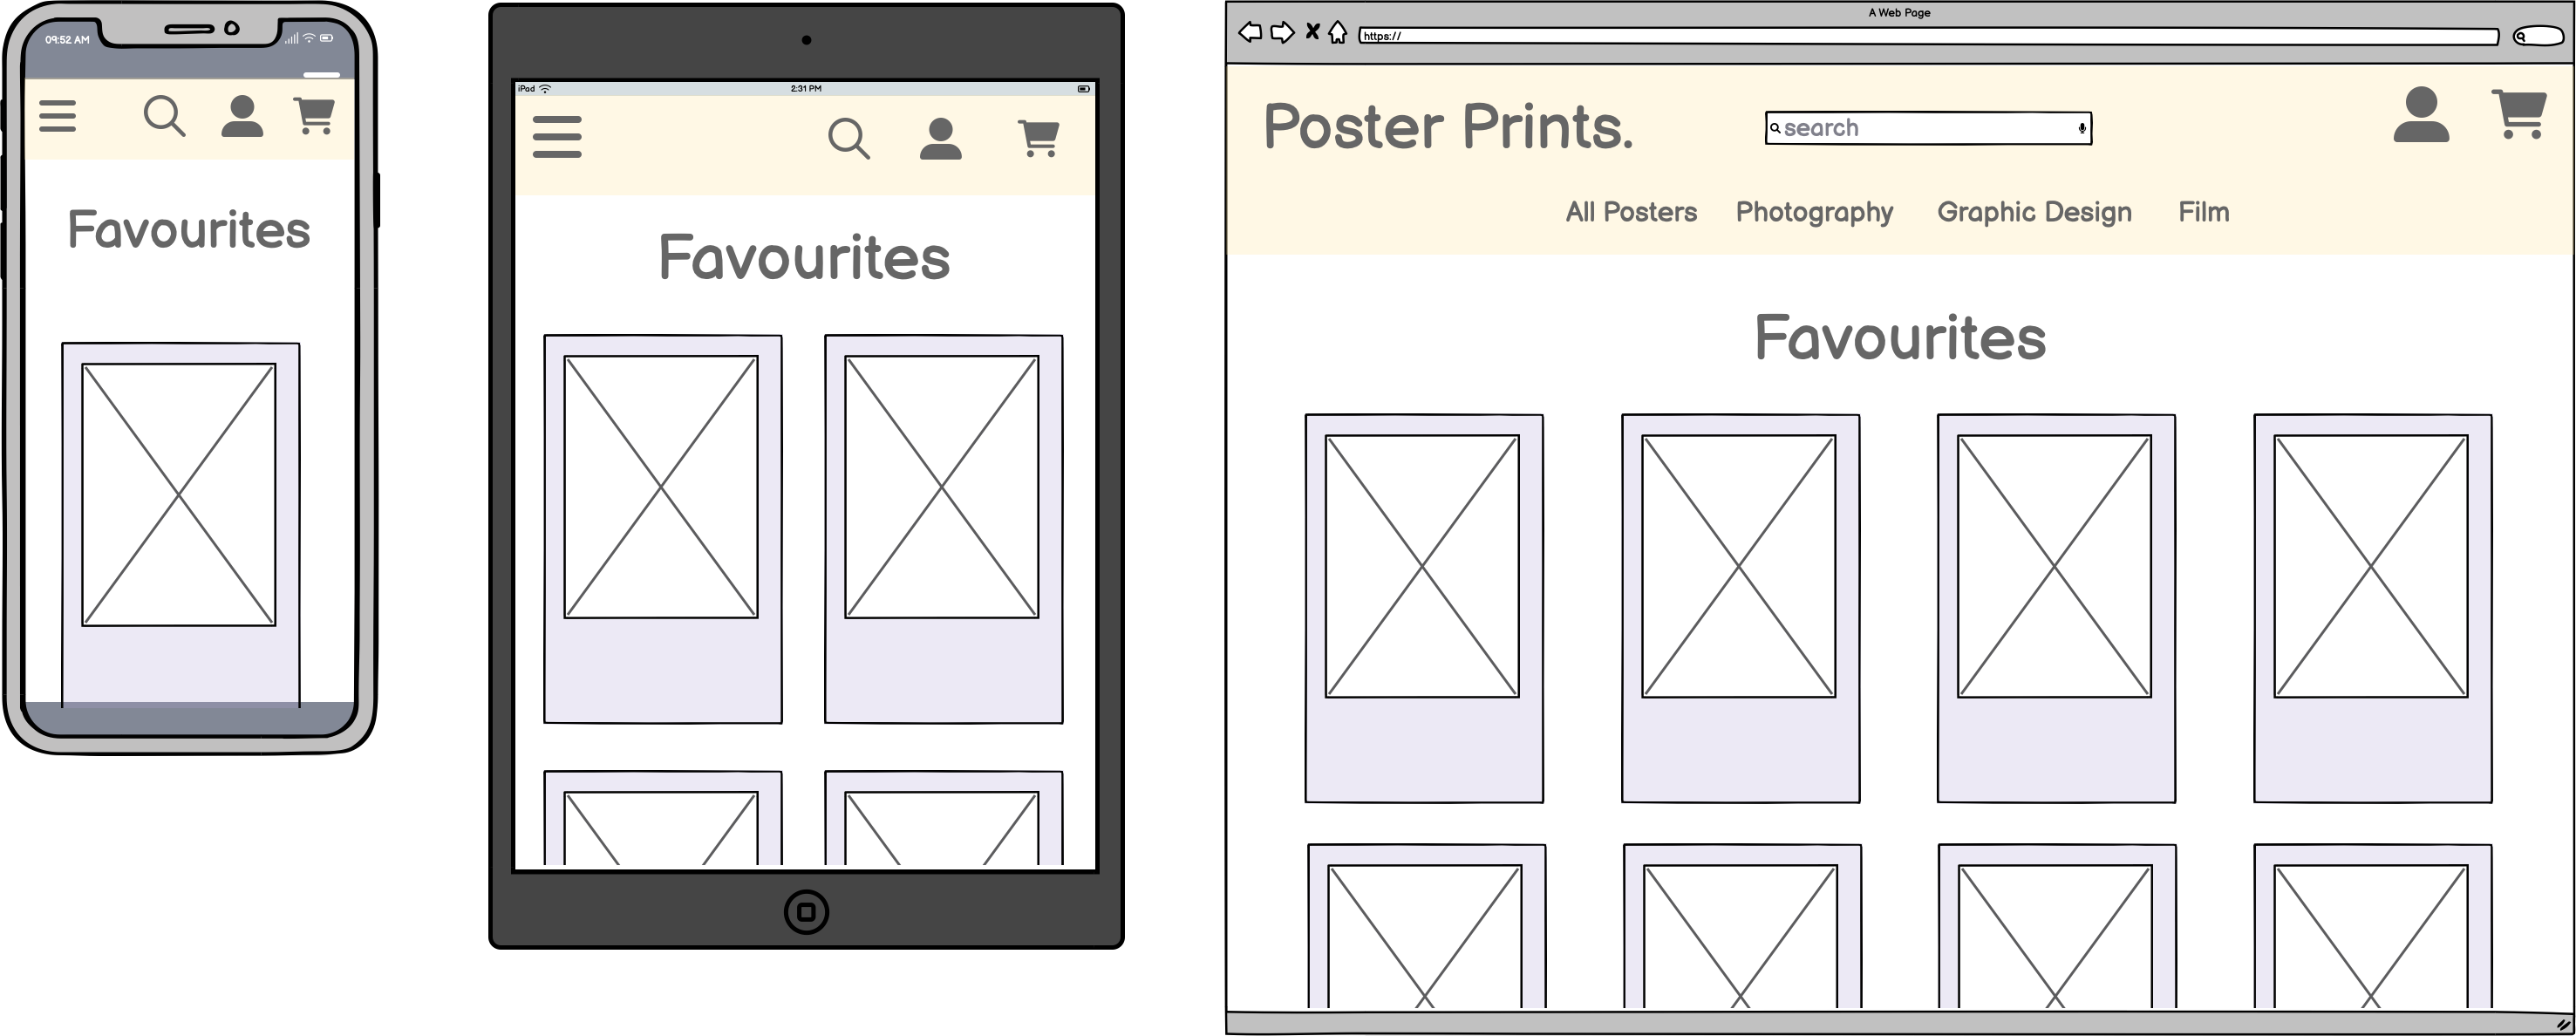 09:52 AM
Favourites
iPad
2:31 PM
Favourites
A Web Page
https://
Poster Prints.
search
All Posters Photography Graphic Design Film
Favourites